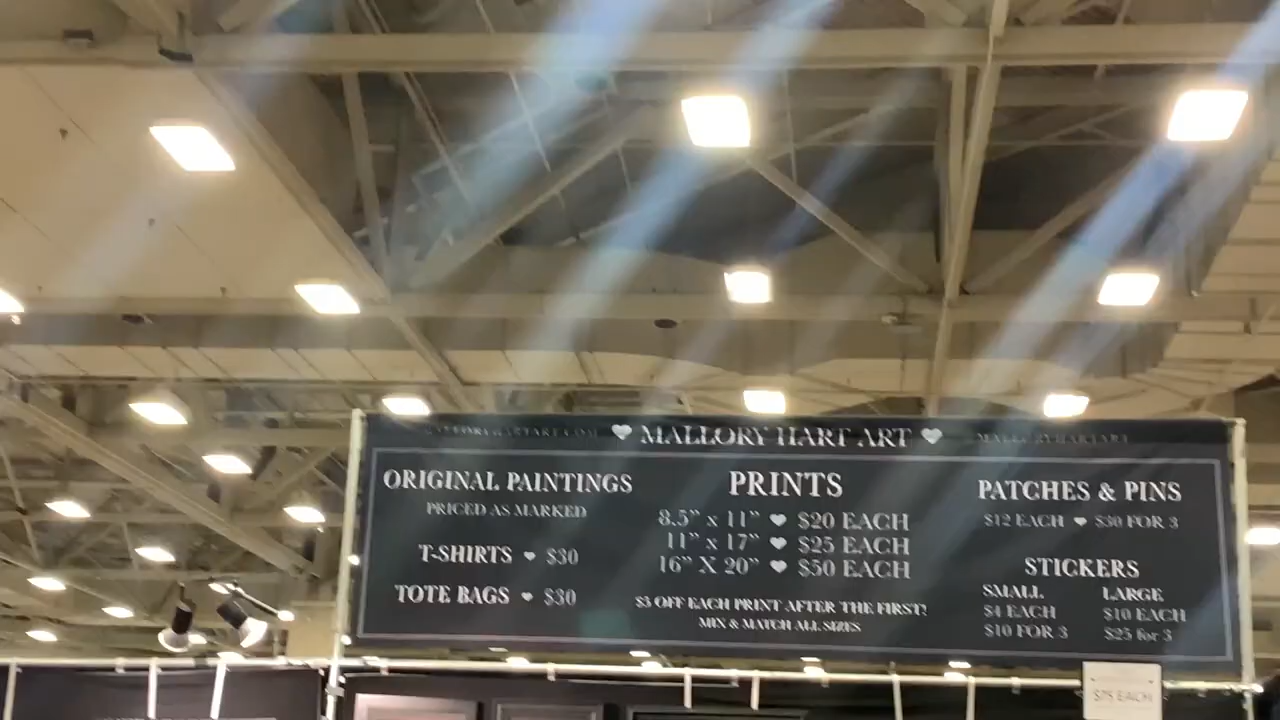 MALLORYHARTART.COM ♥ MALLORY HART ART ♥ MALLORYHARTART
ORIGINAL PAINTINGS
PRICED AS MARKED
T-SHIRTS ♥ $30
TOTE BAGS ♥ $30
PRINTS
8.5” x 11” ♥ $20 EACH
11” x 17” ♥ $25 EACH
16” X 20” ♥ $50 EACH
$5 OFF EACH PRINT AFTER THE FIRST!
MIX & MATCH ALL SIZES
PATCHES & PINS
$12 EACH ♥ $30 FOR 3
STICKERS
SMALL LARGE
$4 EACH $10 EACH
$10 FOR 3 $25 for 3
$75 EACH